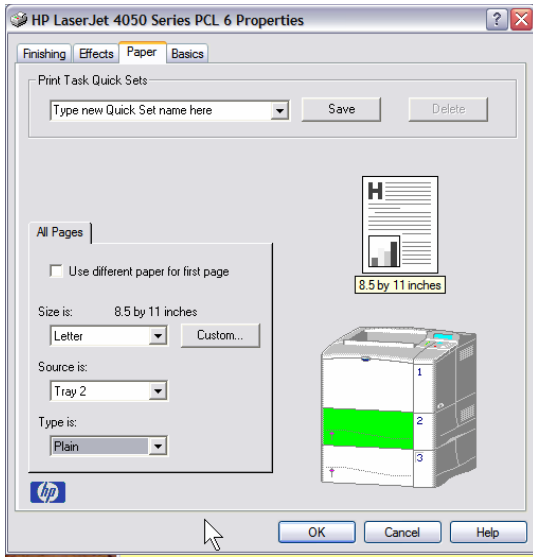 HP LaserJet 4050 Series PCL 6 Properties
Finishing Effects Paper Basics
Print Task Quick Sets
Type new Quick Set name here Save Delete
H
8.5 by 11 inches
All Pages
Use different paper for first page
Size is: 8.5 by 11 inches
Letter Custom...
Source is:
Tray 2
Type is:
Plain
1
2
3
hp
OK Cancel Help